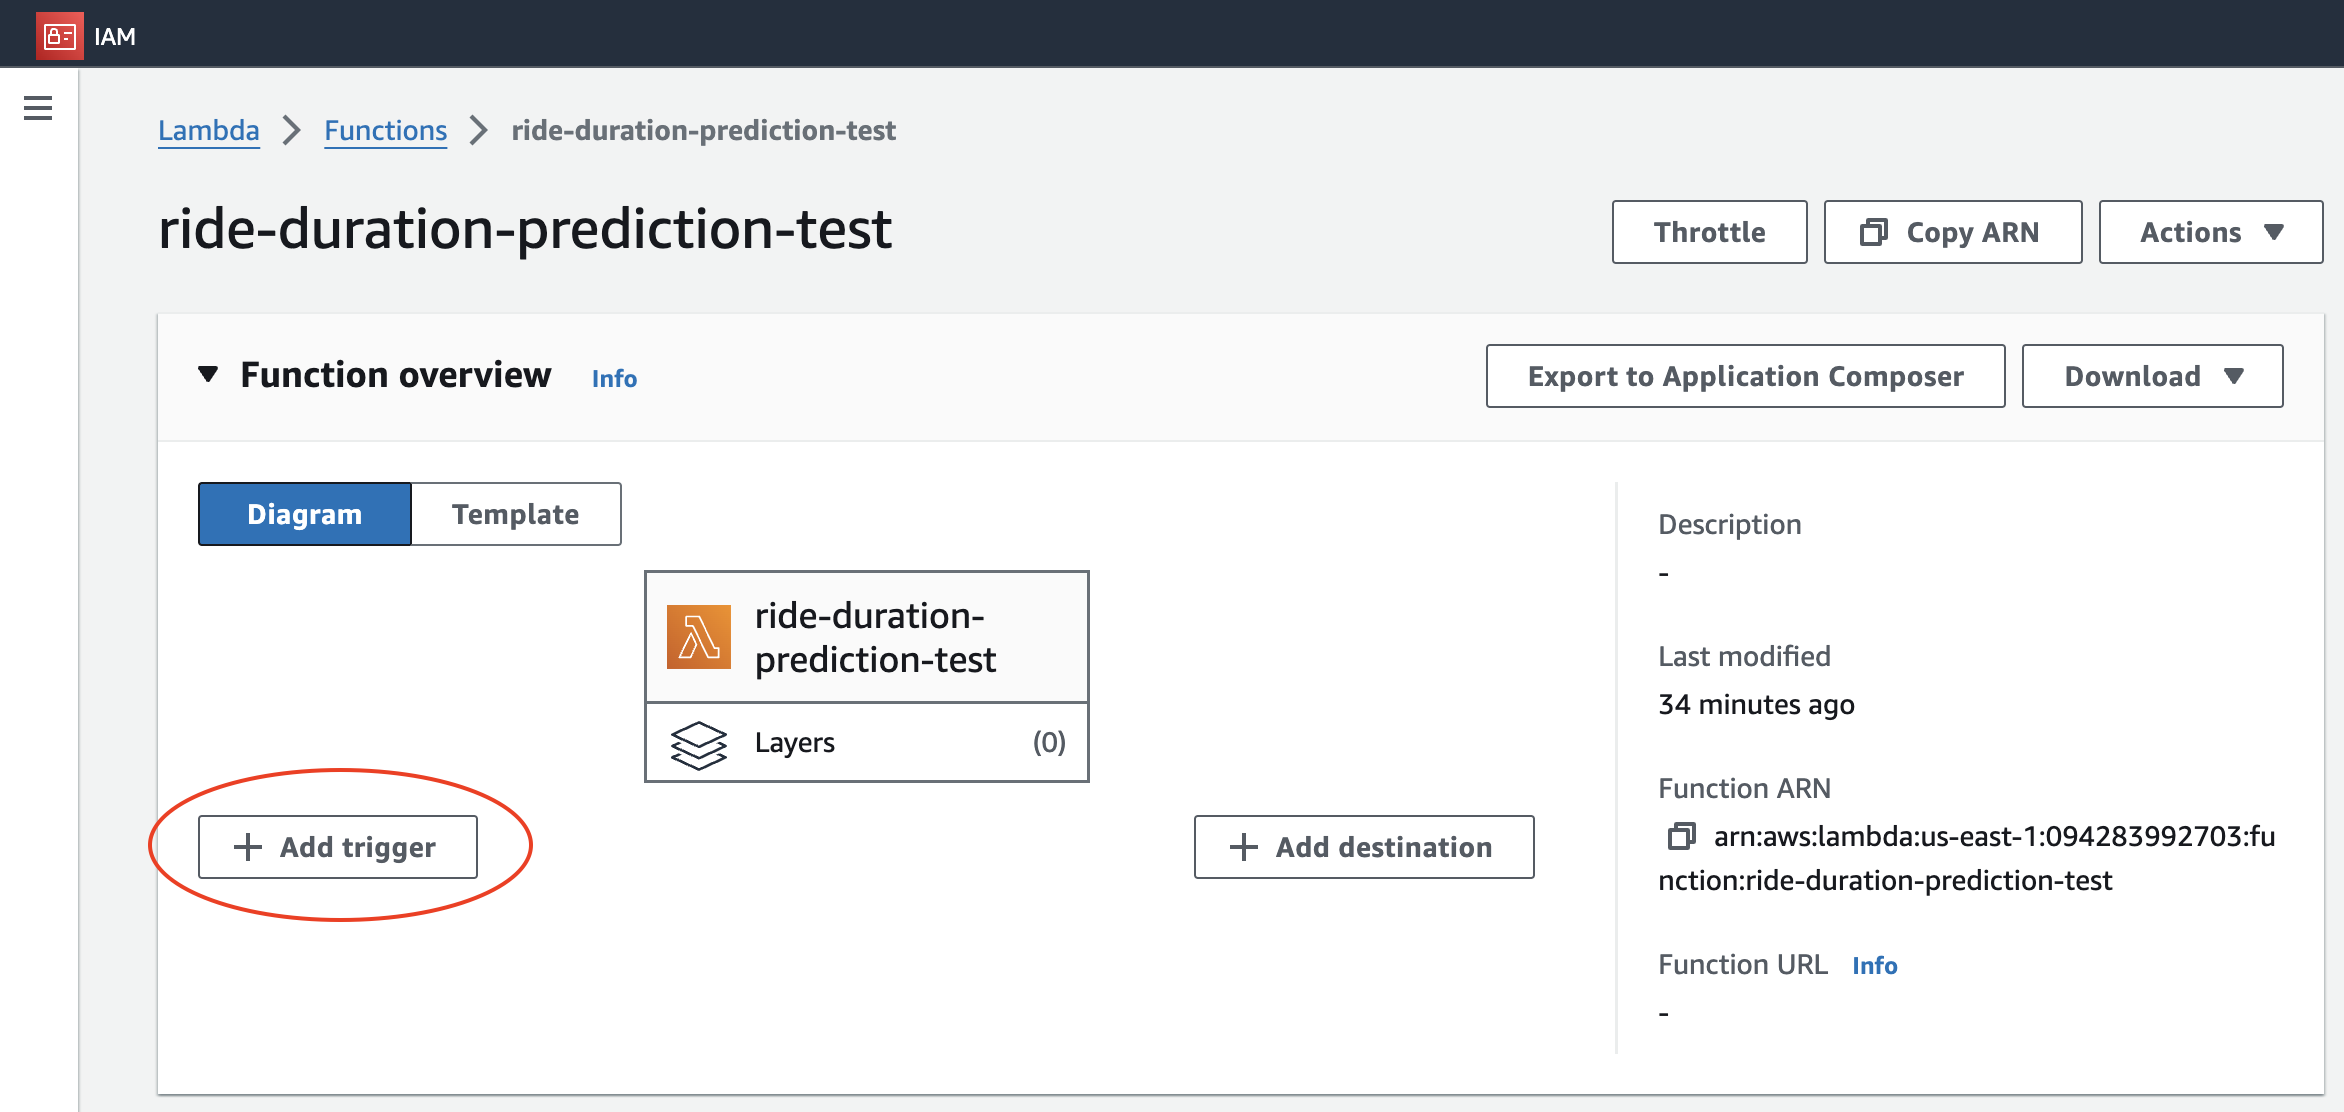 IAM
Lambda > Functions > ride-duration-prediction-test
ride-duration-prediction-test
Throttle
Copy ARN
Actions
Function overview
Info
Export to Application Composer
Download
Diagram
Template
ride-duration-
prediction-test
Layers
(0)
+ Add trigger
+ Add destination
Description
-
Last modified
34 minutes ago
Function ARN
arn:aws:lambda:us-east-1:094283992703:fu
nction:ride-duration-prediction-test
Function URL
Info
-